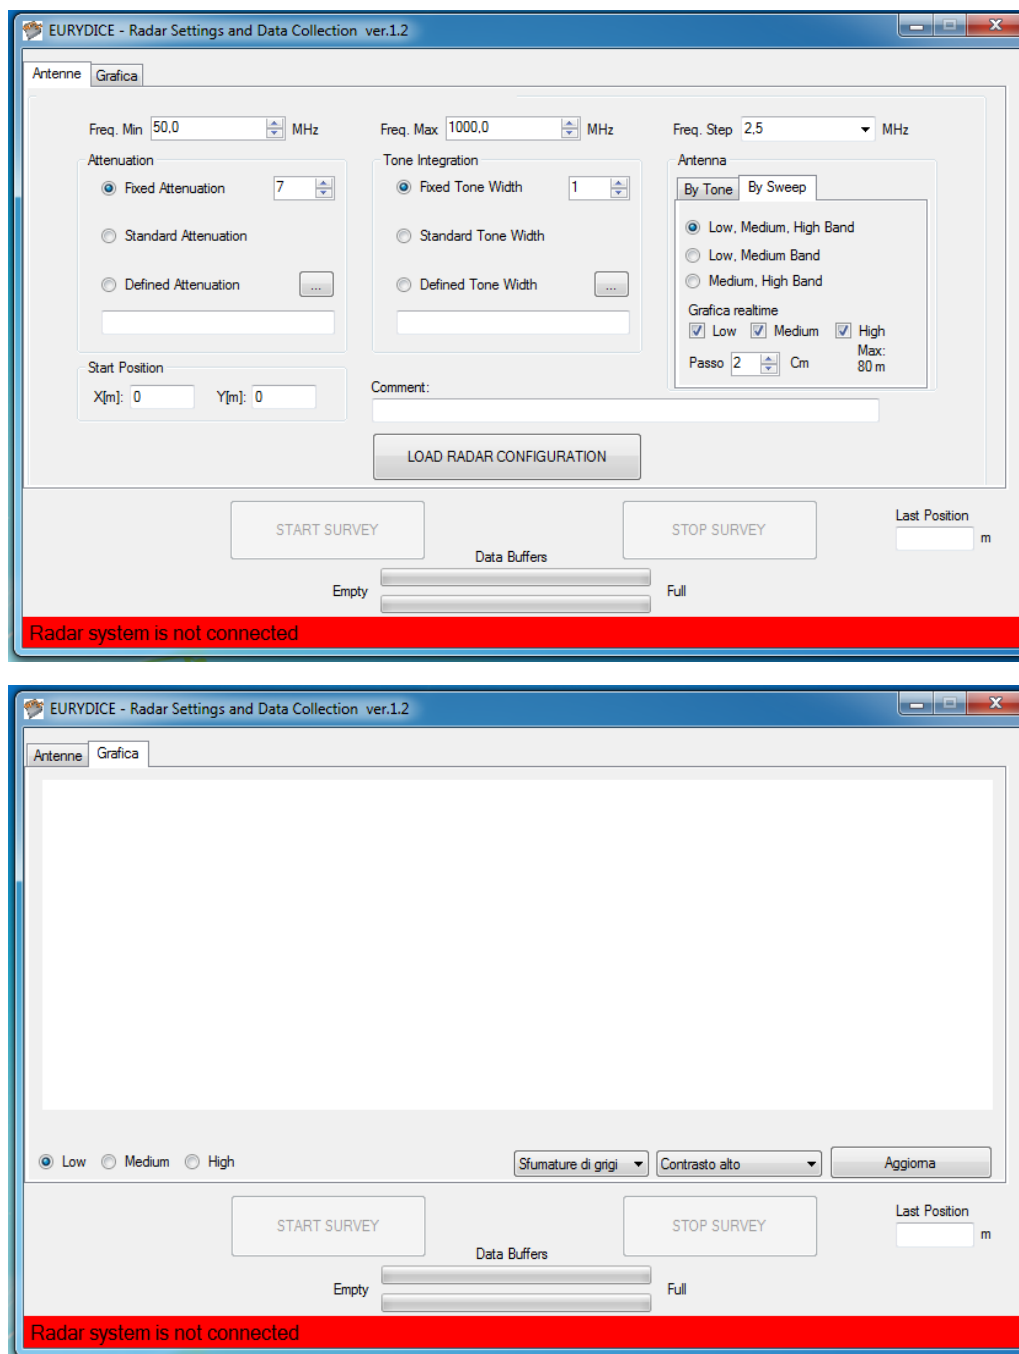 EURYDICE - Radar Settings and Data Collection ver.1.2
Antenne Grafica
Freq. Min 50,0 MHz Freq. Max 1000,0 MHz Freq. Step 2,5 MHz
Attenuation Tone Integration Antenna
Fixed Attenuation 7 Fixed Tone Width 1 By Tone By Sweep
Low, Medium, High Band
Standard Attenuation Standard Tone Width
Low, Medium Band
Defined Attenuation ... Defined Tone Width ... Medium, High Band
Grafica realtime
Low Medium High
Passo 2 Cm Max:
80 m
Start Position
X[m]: 0 Y[m]: 0 Comment:
LOAD RADAR CONFIGURATION
START SURVEY STOP SURVEY Last Position
m
Data Buffers
Empty Full
Radar system is not connected
EURYDICE - Radar Settings and Data Collection ver.1.2
Antenne Grafica
Low Medium High Sfumature di grigi Contrasto alto Aggiorna
START SURVEY STOP SURVEY Last Position
m
Data Buffers
Empty Full
Radar system is not connected